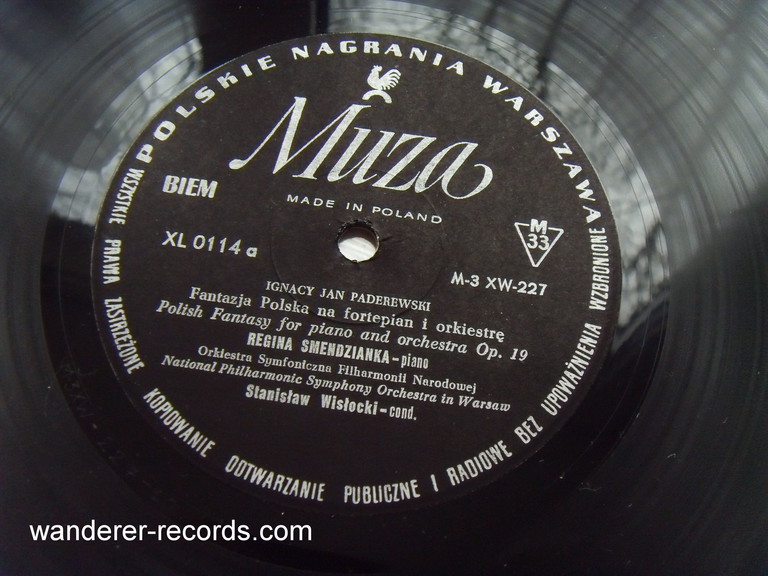 POLSKIE NAGRANIA WARSZAWA
Muza
MADE IN POLAND
BIEM
XL 0114 a
M
33
M-3 XW-227
IGNACY JAN PADEREWSKI
Fantazja Polska na fortepian i orkiestrę
Polish Fantasy for piano and orchestra Op. 19
REGINA SMENDZIANKA - piano
Orkiestra Symfoniczna Filharmonii Narodowej
National Philharmonic Symphony Orchestra in Warsaw
Stanisław Wisłocki - cond.
WSZYSTKIE PRAWA ZASTRZEŻONE KOPIOWANIE ODTWARZANIE PUBLICZNE I RADIOWE BEZ UPOWAŻNIENIA WZBRONIONE
wanderer-records.com